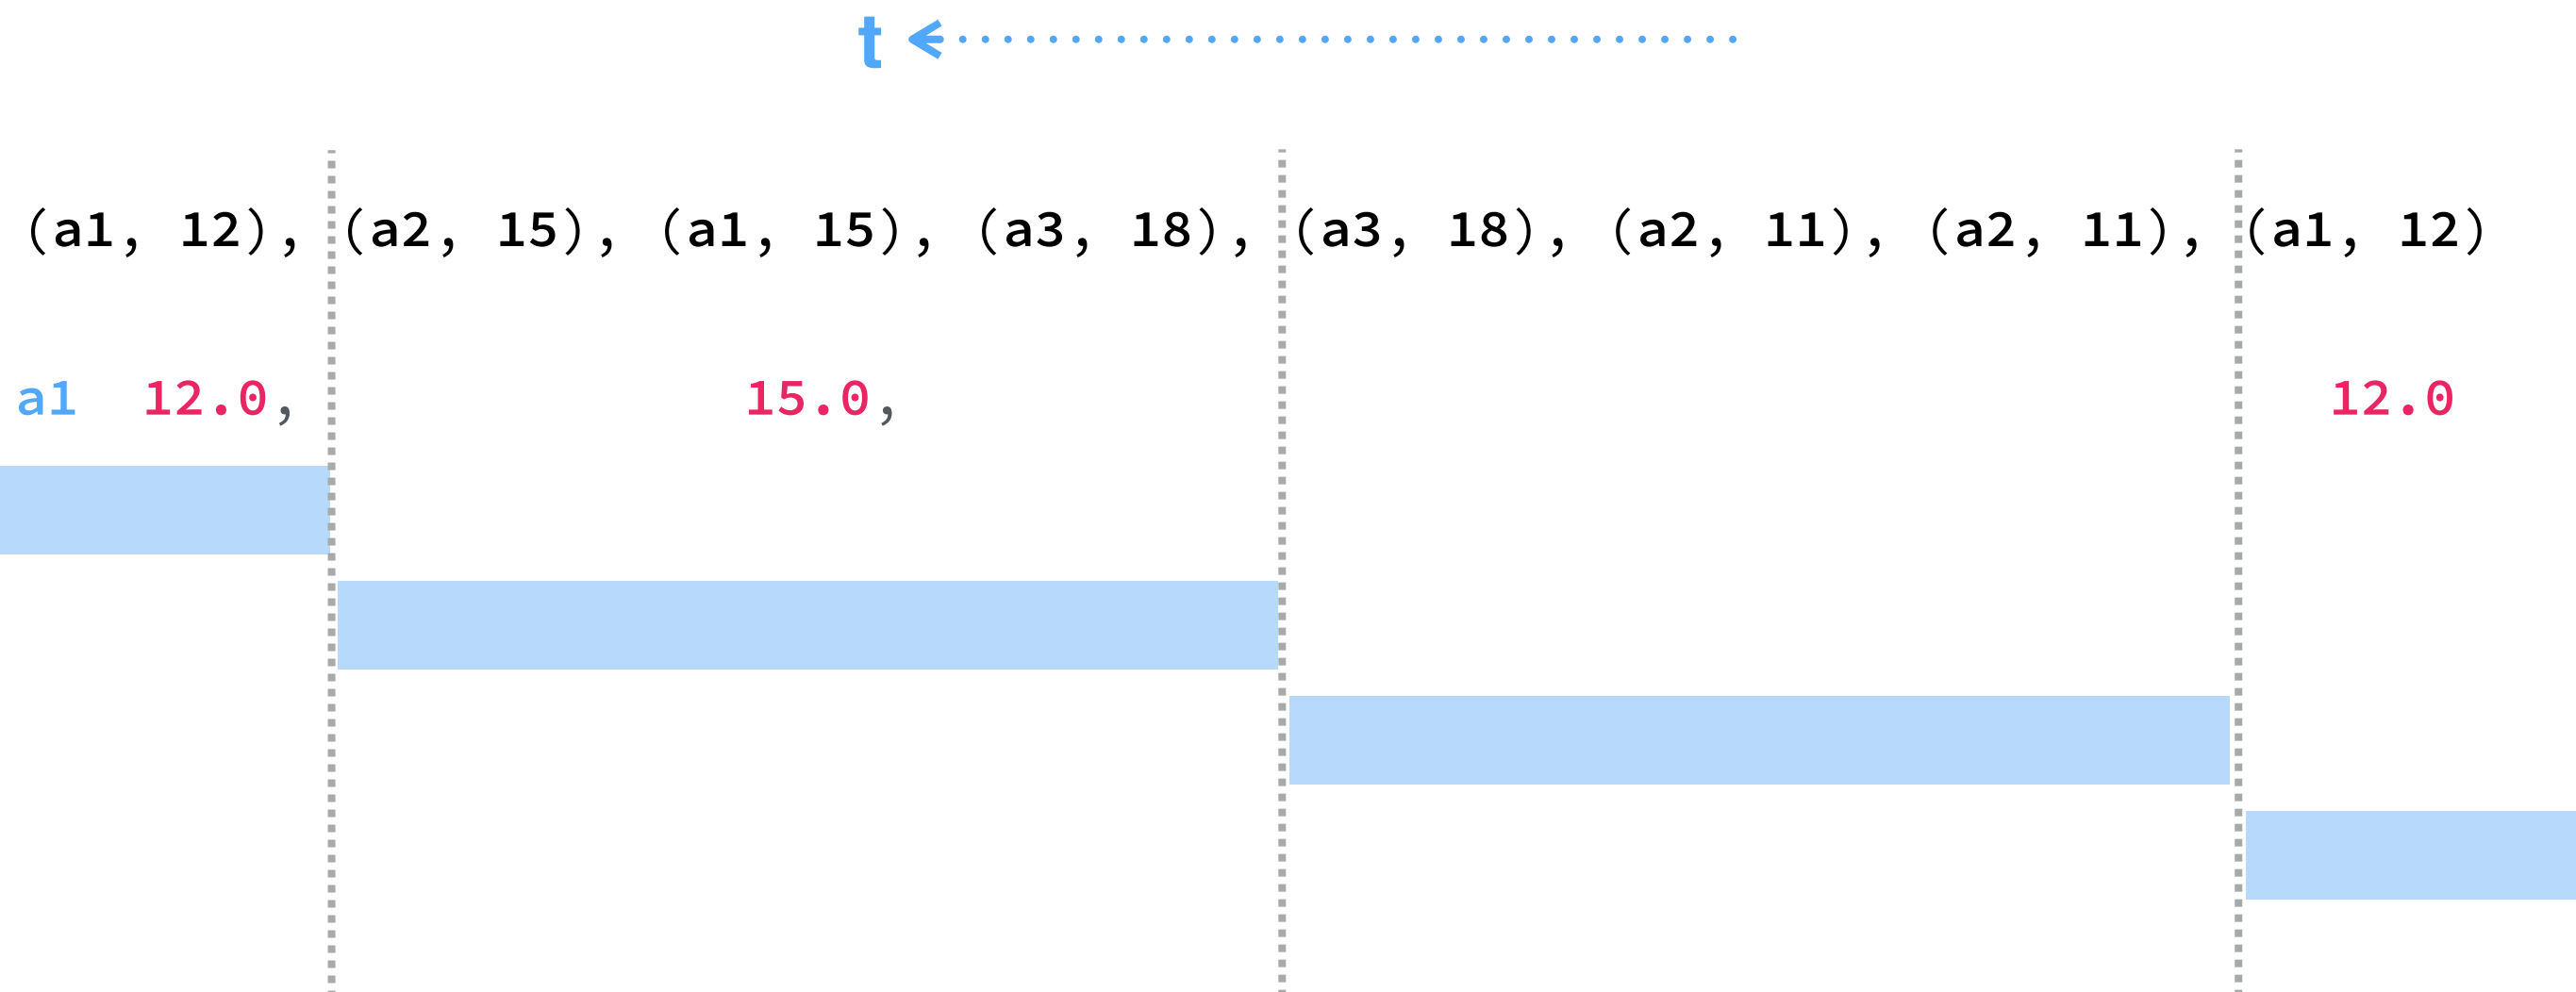 t
(a1, 12), (a2, 15), (a1, 15), (a3, 18), (a3, 18), (a2, 11), (a2, 11), (a1, 12)
a1 12.0, 15.0, 12.0